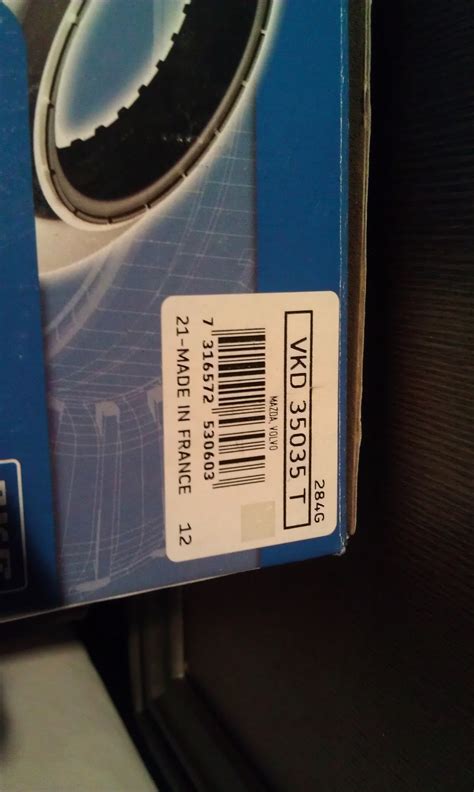 284G
VKD 35035 T
MAZDA, VOLVO
7 316572 530603
21-MADE IN FRANCE 12